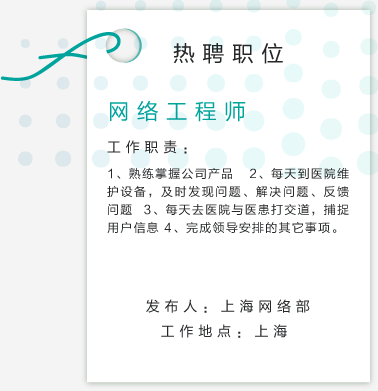 热聘职位
网络工程师
工作职责：
1、熟练掌握公司产品 2、每天到医院维
护设备，及时发现问题、解决问题、反馈
问题 3、每天去医院与医患打交道，捕捉
用户信息 4、完成领导安排的其它事项。
发布人：上海网络部
工作地点：上海